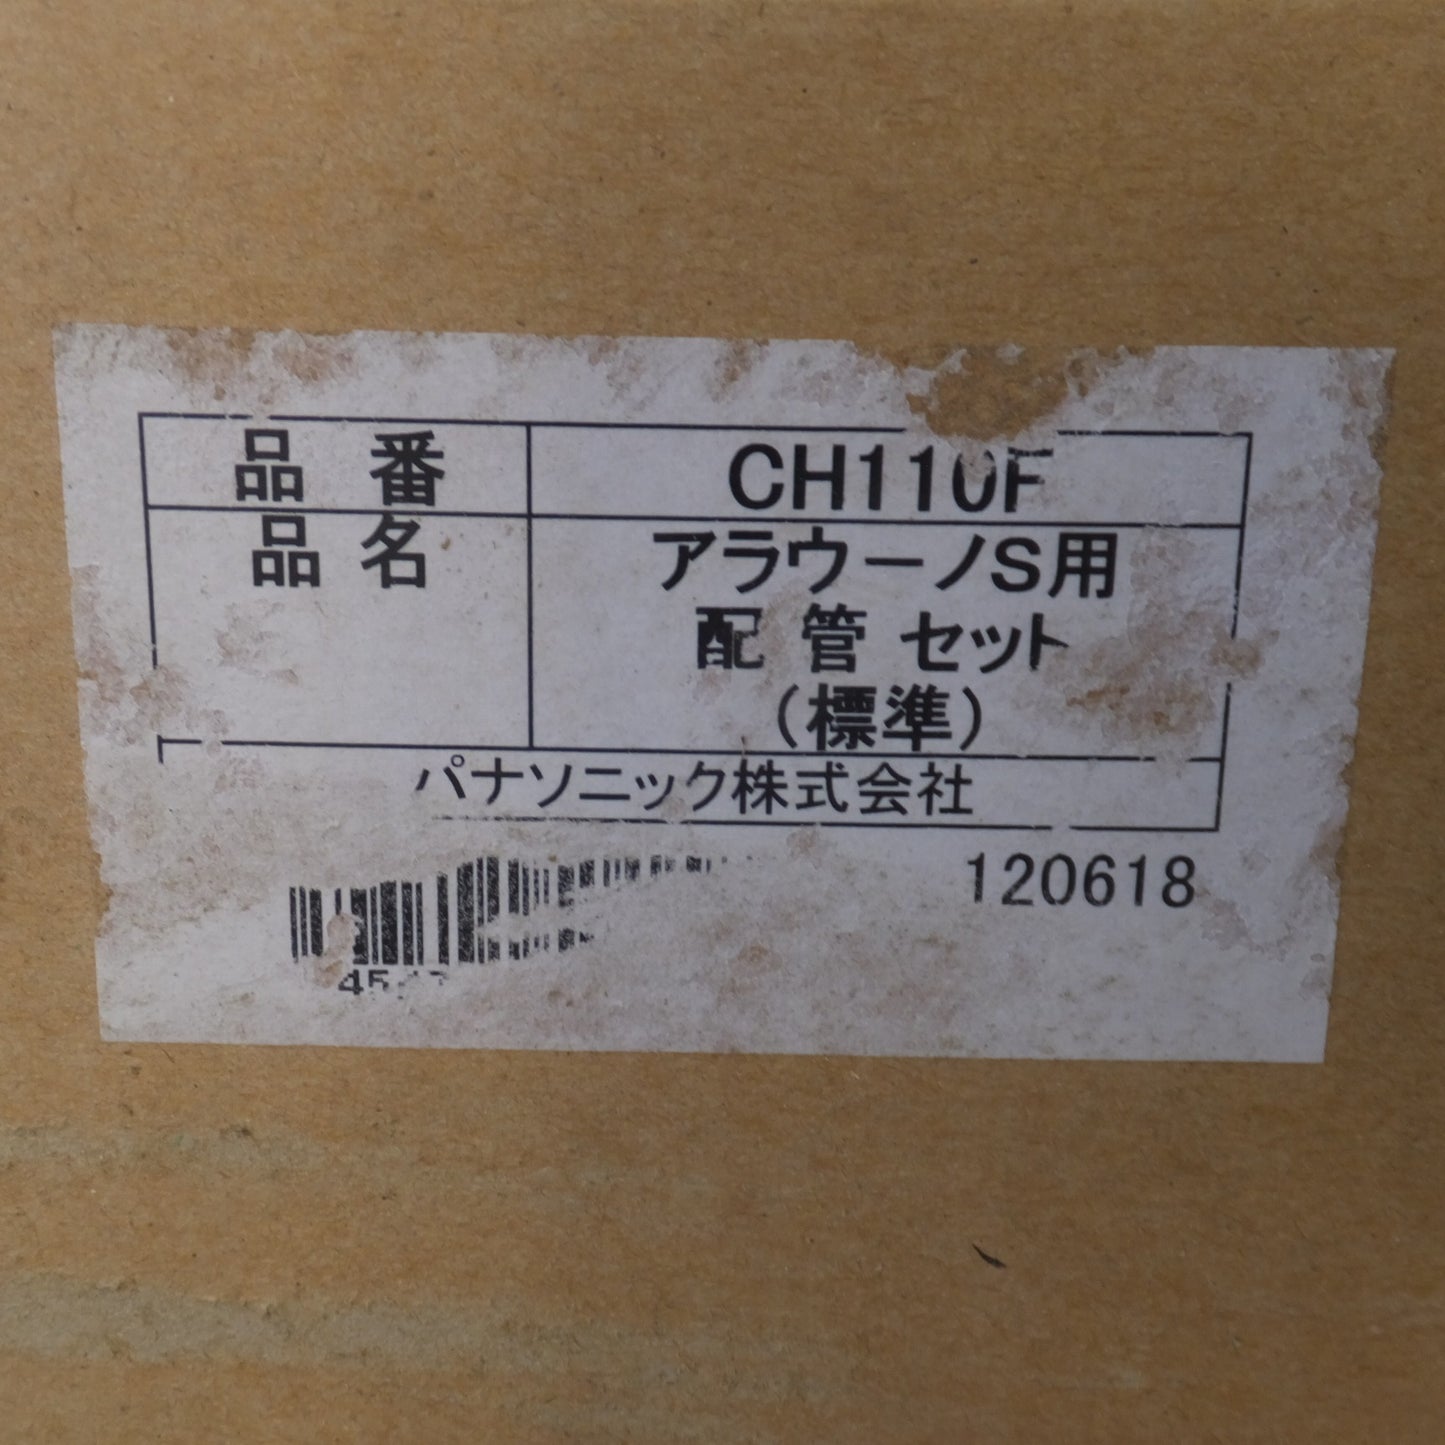 品番 CH110F
品名 アラウーノS用
配管セット
(標準)
パナソニック株式会社
120618